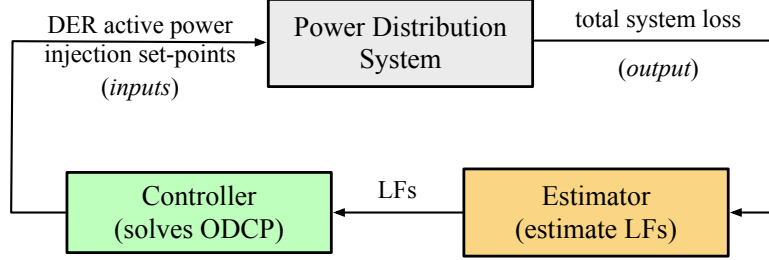 DER active power
injection set-points
(inputs)
Power Distribution
System
total system loss
(output)
Controller
(solves ODCP)
LFs
Estimator
(estimate LFs)